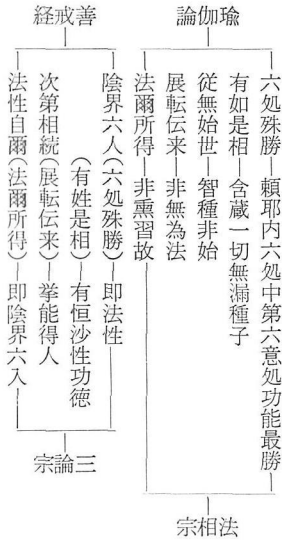 瑜伽論
六処殊勝―頼耶内六処中第六意処功能最勝
有如是相―含蔵一切無漏種子
従無始世―智種非始
展転伝来―非無為法
法爾所得―非熏習故
法相宗
善戒経
陰界六人(六処殊勝)―即法性
(有姓是相)―有恒沙性功徳
次第相続(展転伝来)―挙能得人
法性自爾(法爾所得)―即陰界六入
三論宗